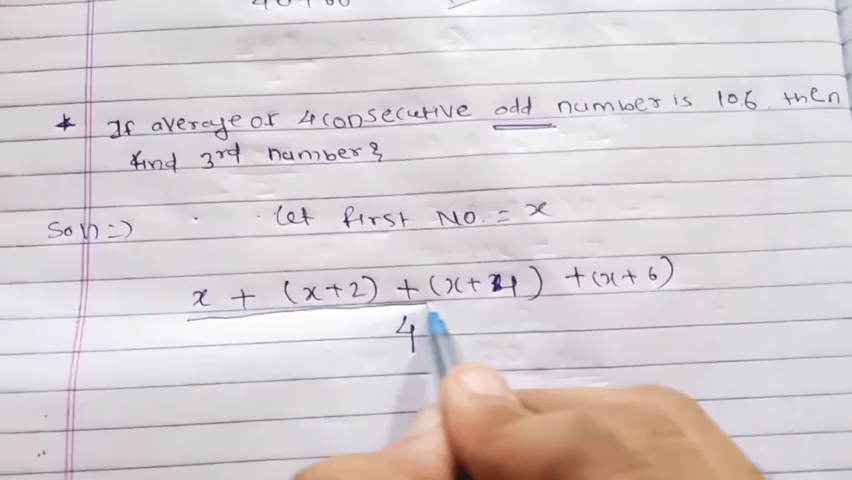 * If average of 4 consecutive odd number is 106 then
find 3rd number?
Soln=) Let first NO. = x
x + (x+2) + (x+4) + (x+6)
4